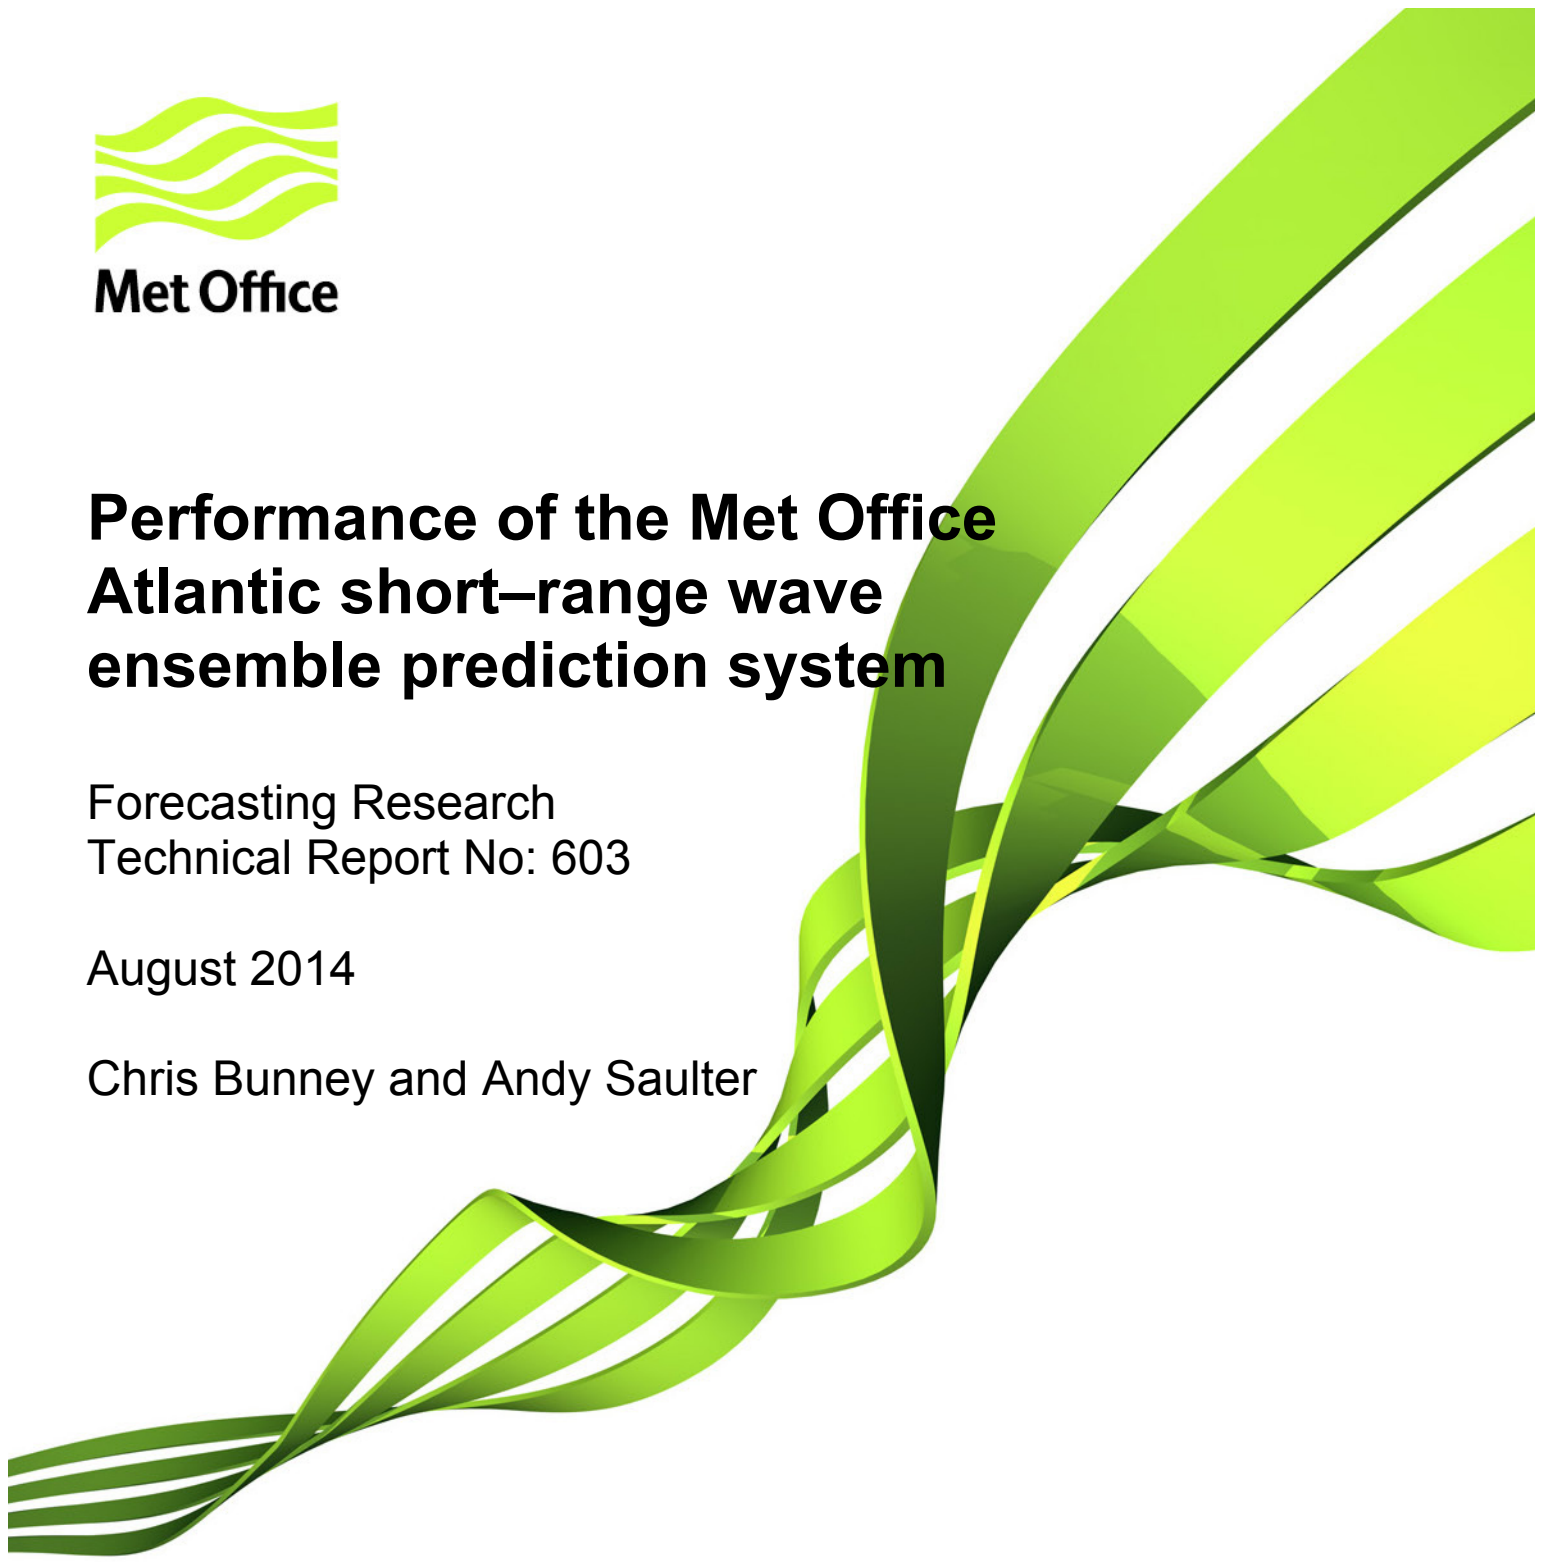 Met Office
Performance of the Met Office
Atlantic short–range wave
ensemble prediction system
Forecasting Research
Technical Report No: 603
August 2014
Chris Bunney and Andy Saulter